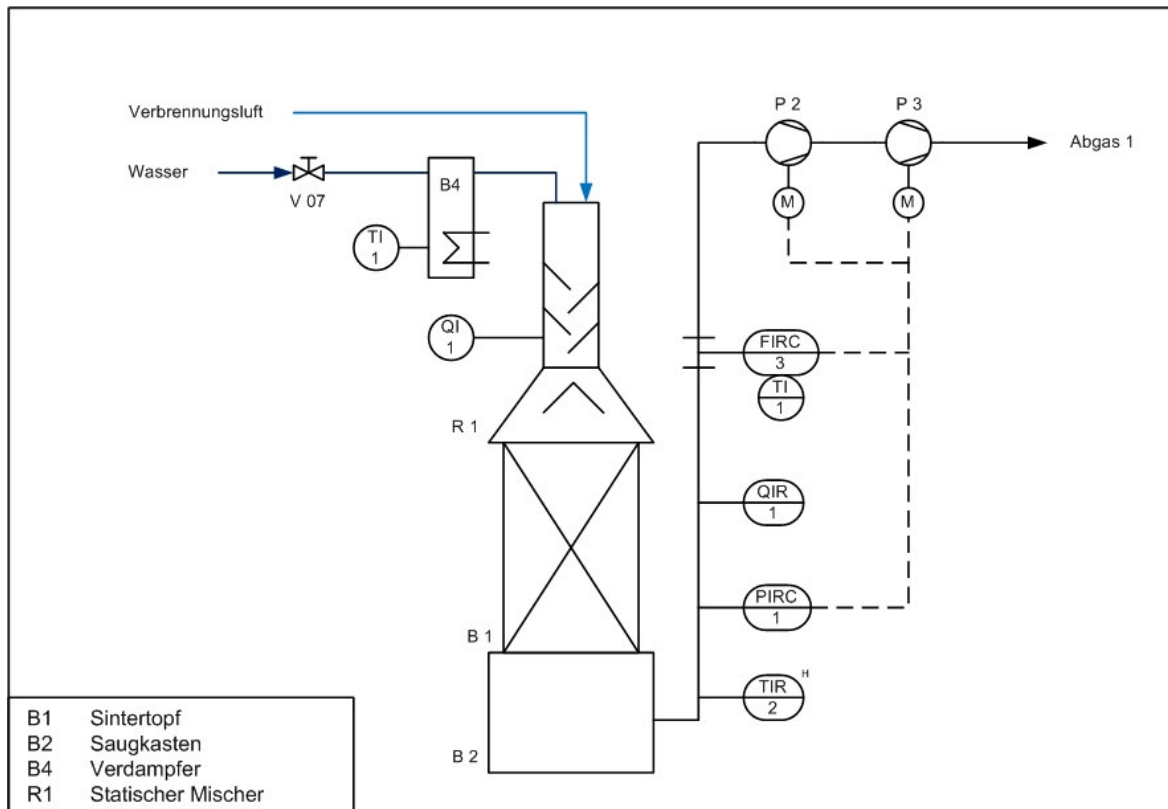 P 2
P 3
Verbrennungsluft
Abgas 1
Wasser
B4
V 07
M
M
TI
1
QI
1
FIRC
3
TI
1
R 1
QIR
1
PIRC
1
B 1
TIR
2
H
B 2
B1 Sintertopf
B2 Saugkasten
B4 Verdampfer
R1 Statischer Mischer